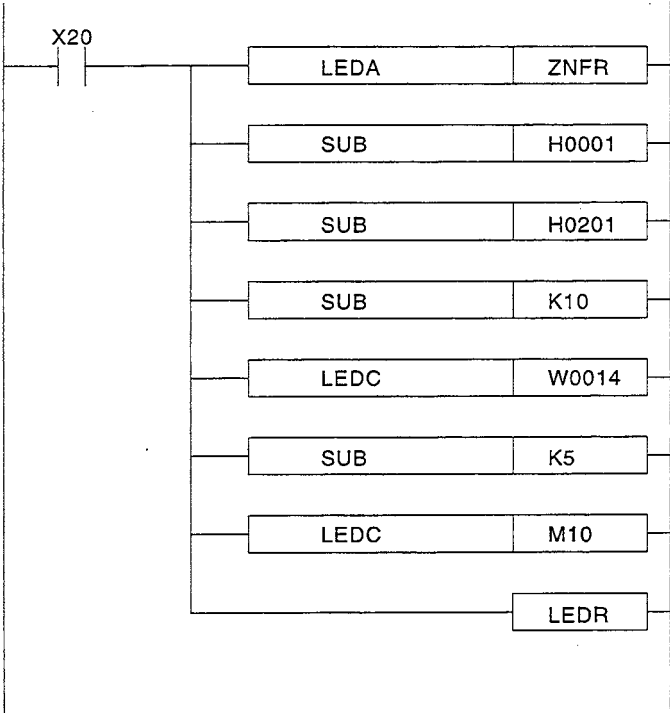 X20
LEDA ZNFR
SUB H0001
SUB H0201
SUB K10
LEDC W0014
SUB K5
LEDC M10
LEDR